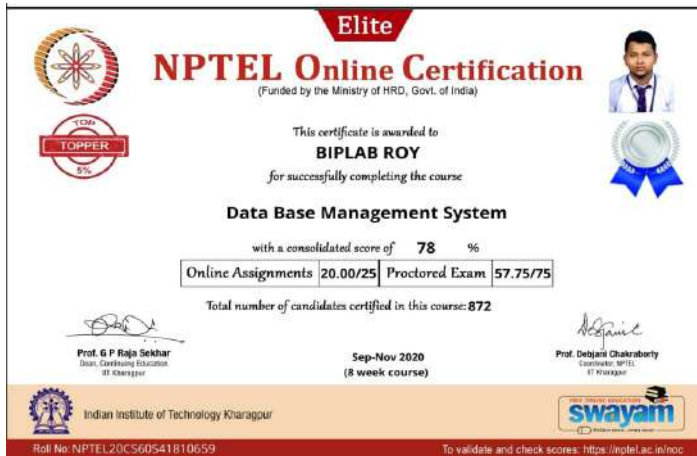 Elite
NPTEL Online Certification
(Funded by the Ministry of HRD, Govt. of India)
TOP
TOPPER
5%
This certificate is awarded to
BIPLAB ROY
for successfully completing the course
Data Base Management System
with a consolidated score of 78 %
Online Assignments 20.00/25 Proctored Exam 57.75/75
Total number of candidates certified in this course: 872
Prof. G P Raja Sekhar
Dean, Continuing Education
IIT Kharagpur
Sep-Nov 2020
(8 week course)
Prof. Debjani Chakraborty
Coordinator, NPTEL
IIT Kharagpur
Indian Institute of Technology Kharagpur
FREE ONLINE EDUCATION
swayam
Roll No: NPTEL20CS60S41810659
To validate and check scores: https://nptel.ac.in/noc